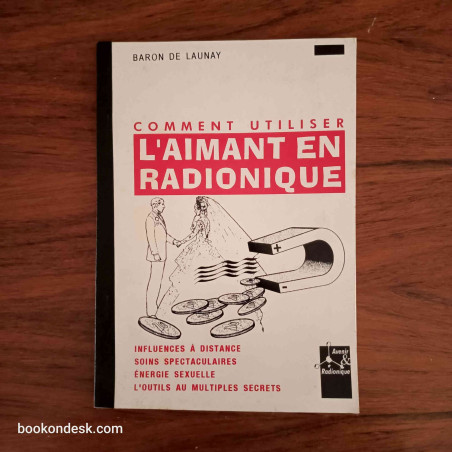 BARON DE LAUNAY
COMMENT UTILISER
L'AIMANT EN
RADIONIQUE
+
-
INFLUENCES À DISTANCE
SOINS SPECTACULAIRES
ÉNERGIE SEXUELLE
L'OUTILS AU MULTIPLES SECRETS
Avenir
&
Radionique
bookondesk.com